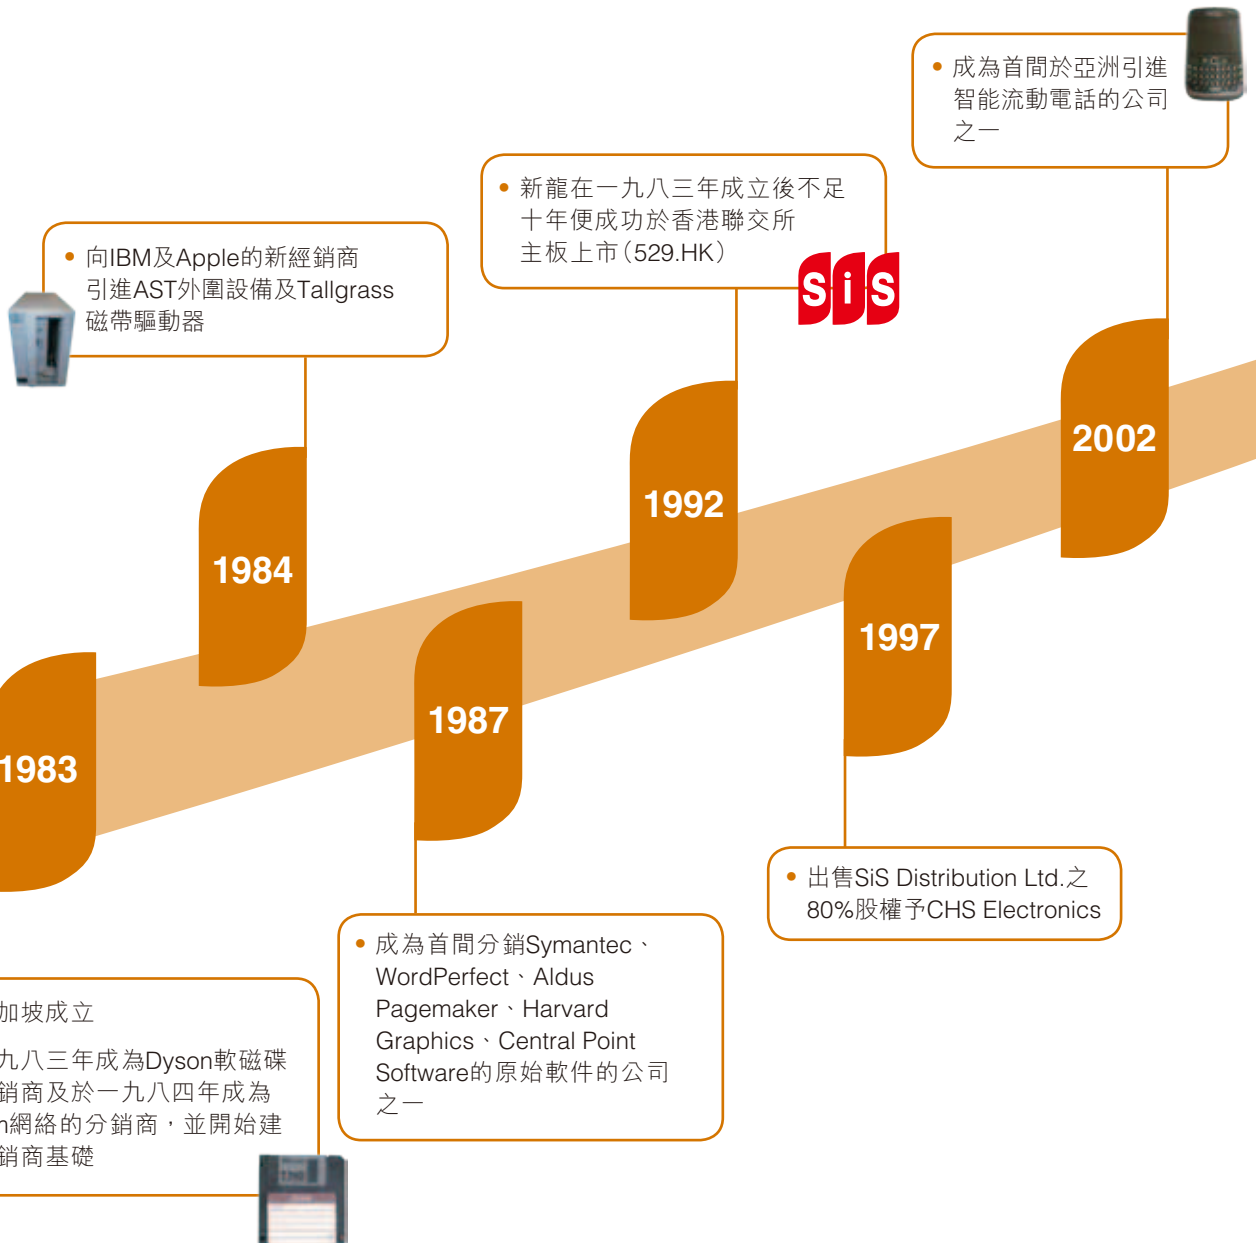 成為首間於亞洲引進
智能流動電話的公司
之一
新龍在一九八三年成立後不足
十年便成功於香港聯交所
主板上市（529.HK）
SiS
向IBM及Apple的新經銷商
引進AST外圍設備及Tallgrass
磁帶驅動器
2002
1992
1984
1997
1987
1983
出售SiS Distribution Ltd.之
80%股權予CHS Electronics
成為首間分銷Symantec、
WordPerfect、Aldus
Pagemaker、Harvard
Graphics、Central Point
Software的原始軟件的公司
之一
加坡成立
九八三年成為Dyson軟磁碟
銷商及於一九八四年成為
網絡的分銷商，並開始建
銷商基礎